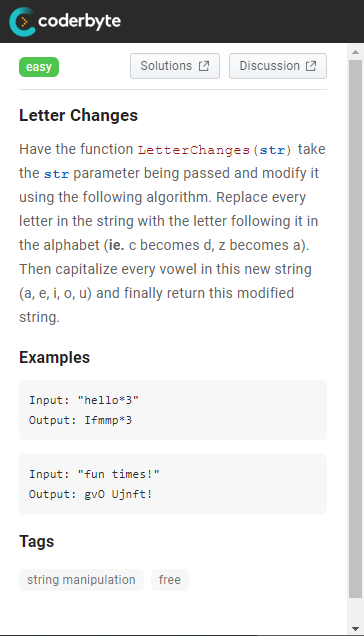 coderbyte
easy
Solutions
Discussion
Letter Changes
Have the function LetterChanges(str) take
the str parameter being passed and modify it
using the following algorithm. Replace every
letter in the string with the letter following it in
the alphabet (ie. c becomes d, z becomes a).
Then capitalize every vowel in this new string
(a, e, i, o, u) and finally return this modified
string.
Examples
Input: "hello*3"
Output: Ifmmp*3
Input: "fun times!"
Output: gvO Ujnft!
Tags
string manipulation
free